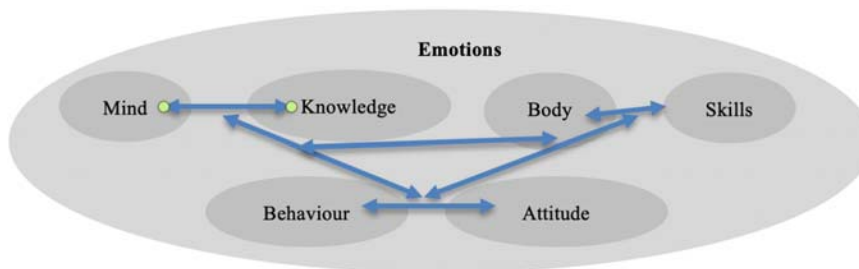 Emotions
Mind
Knowledge
Body
Skills
Behaviour
Attitude